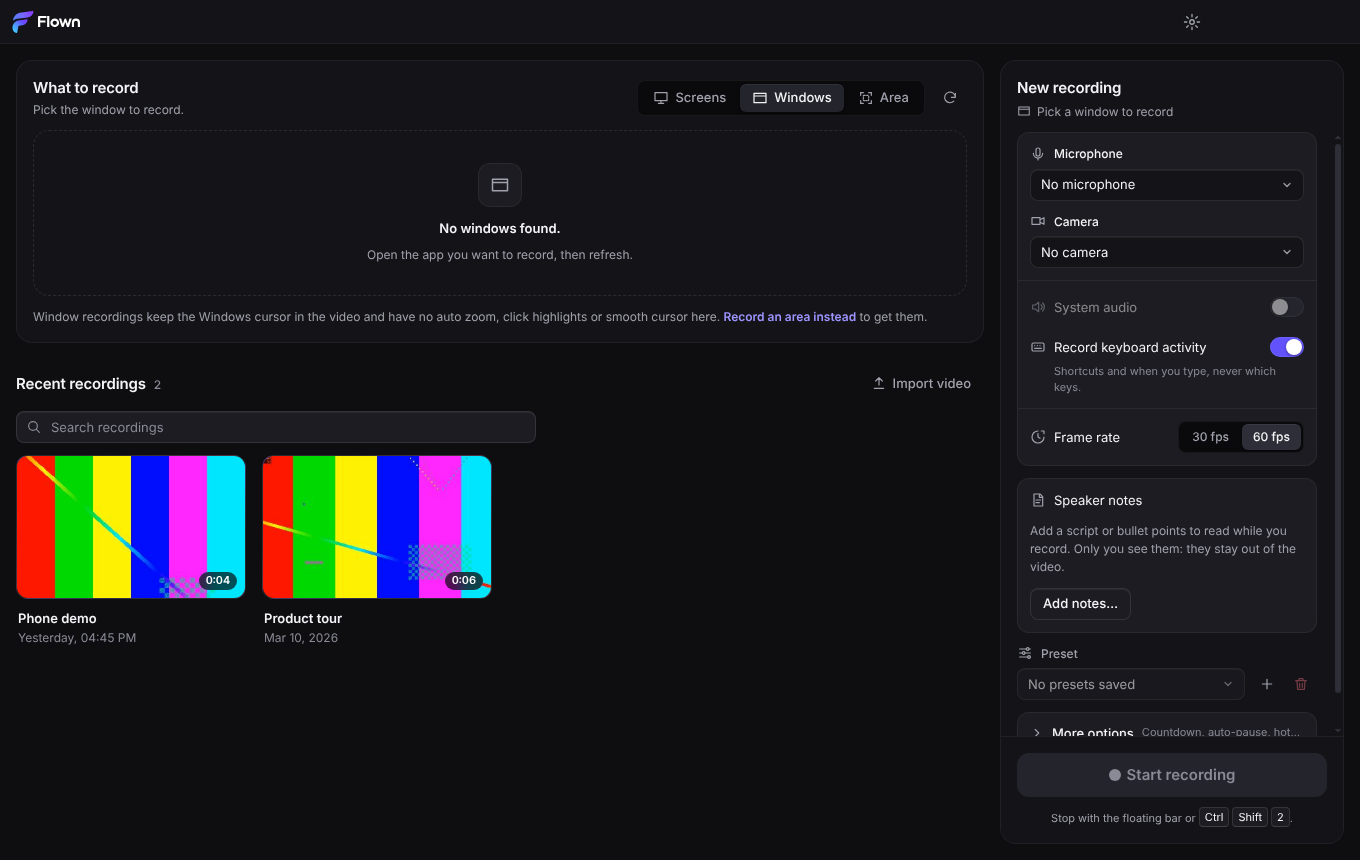 Flown
What to record
Pick the window to record.
Screens
Windows
Area
No windows found.
Open the app you want to record, then refresh.
Window recordings keep the Windows cursor in the video and have no auto zoom, click highlights or smooth cursor here. Record an area instead to get them.
Recent recordings 2
Import video
Search recordings
0:04
0:06
Phone demo
Yesterday, 04:45 PM
Product tour
Mar 10, 2026
New recording
Pick a window to record
Microphone
No microphone
Camera
No camera
System audio
Record keyboard activity
Shortcuts and when you type, never which
keys.
Frame rate
30 fps
60 fps
Speaker notes
Add a script or bullet points to read while you
record. Only you see them: they stay out of the
video.
Add notes...
Preset
No presets saved
More options Countdown, auto-pause, hot...
Start recording
Stop with the floating bar or Ctrl Shift 2.